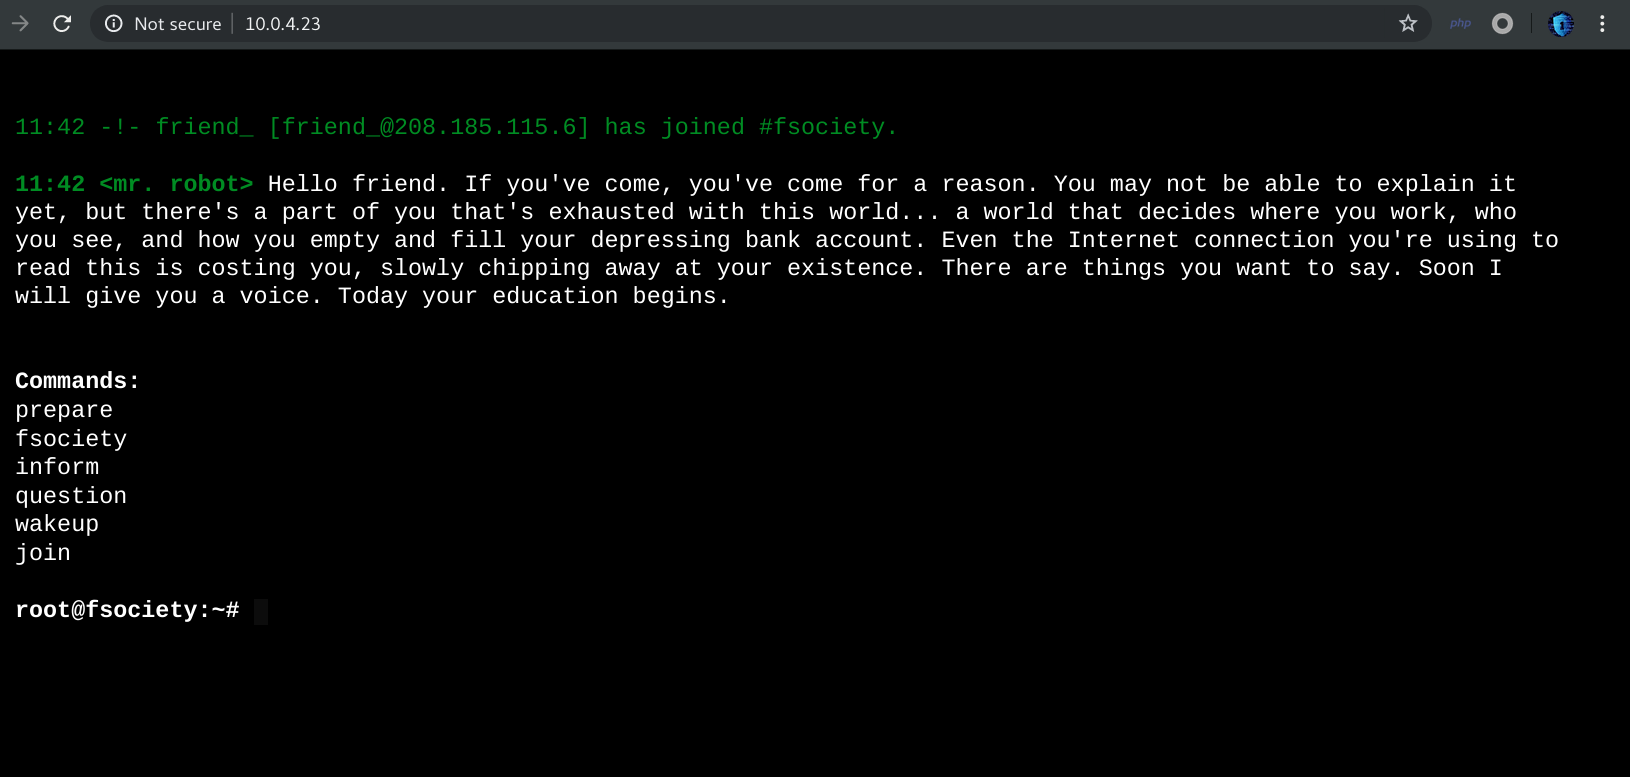 Not secure 10.0.4.23 php
11:42 -!- friend_ [friend_@208.185.115.6] has joined #fsociety.
11:42 <mr. robot> Hello friend. If you've come, you've come for a reason. You may not be able to explain it
yet, but there's a part of you that's exhausted with this world... a world that decides where you work, who
you see, and how you empty and fill your depressing bank account. Even the Internet connection you're using to
read this is costing you, slowly chipping away at your existence. There are things you want to say. Soon I
will give you a voice. Today your education begins.
Commands:
prepare
fsociety
inform
question
wakeup
join
root@fsociety:~#